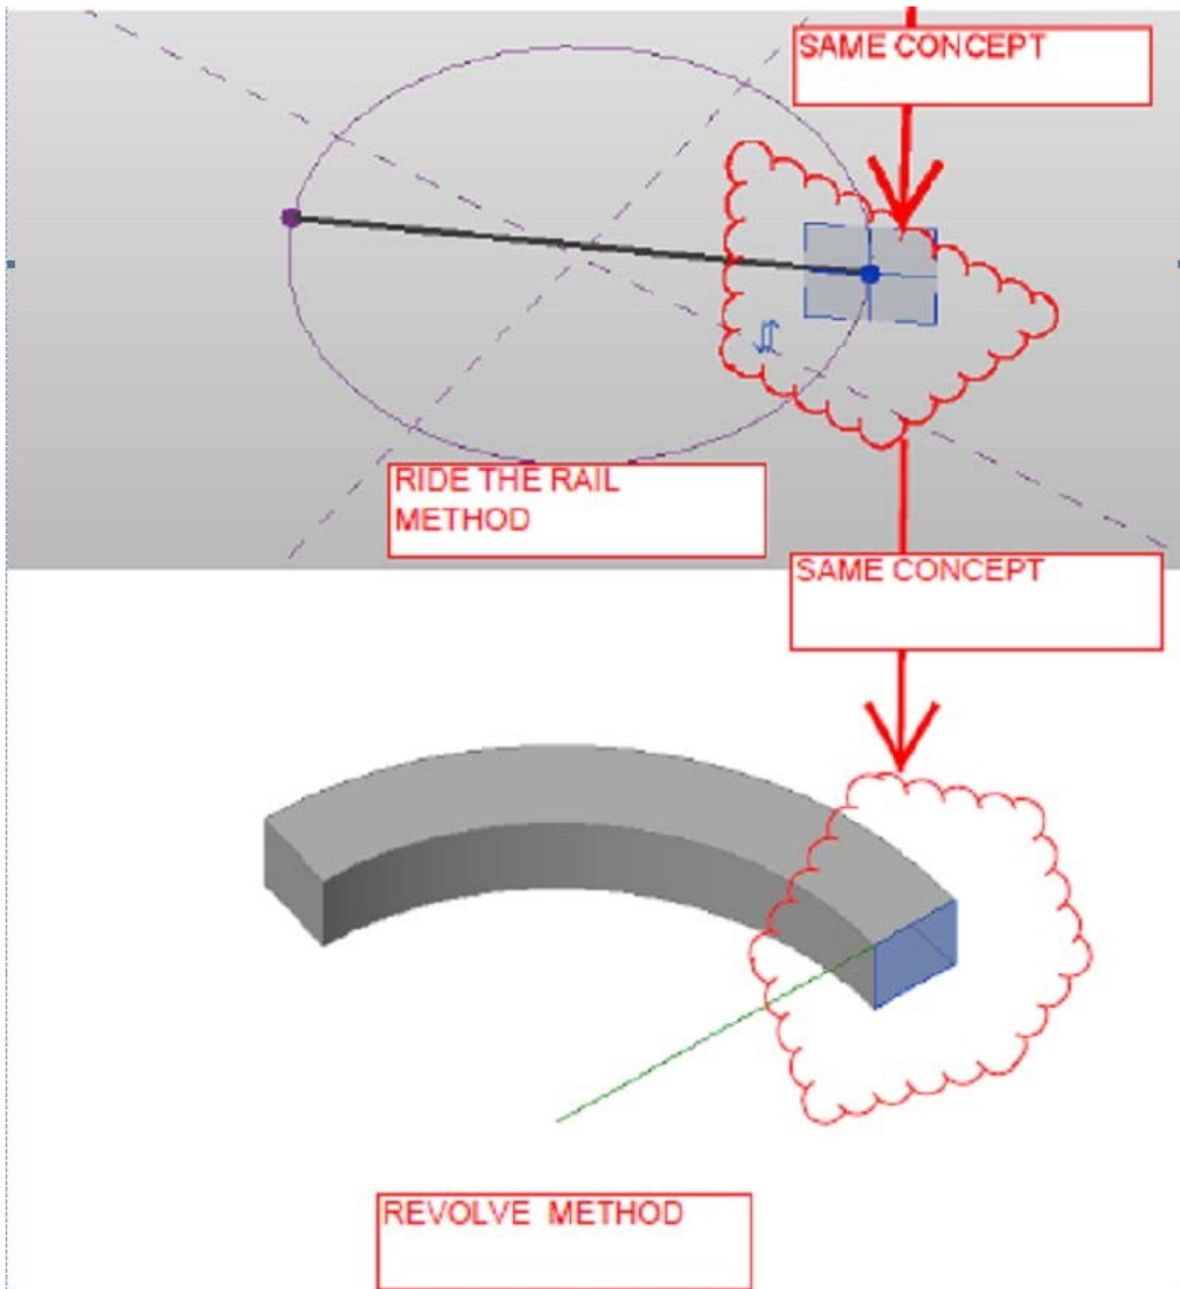 SAME CONCEPT
RIDE THE RAIL
METHOD
SAME CONCEPT
REVOLVE METHOD